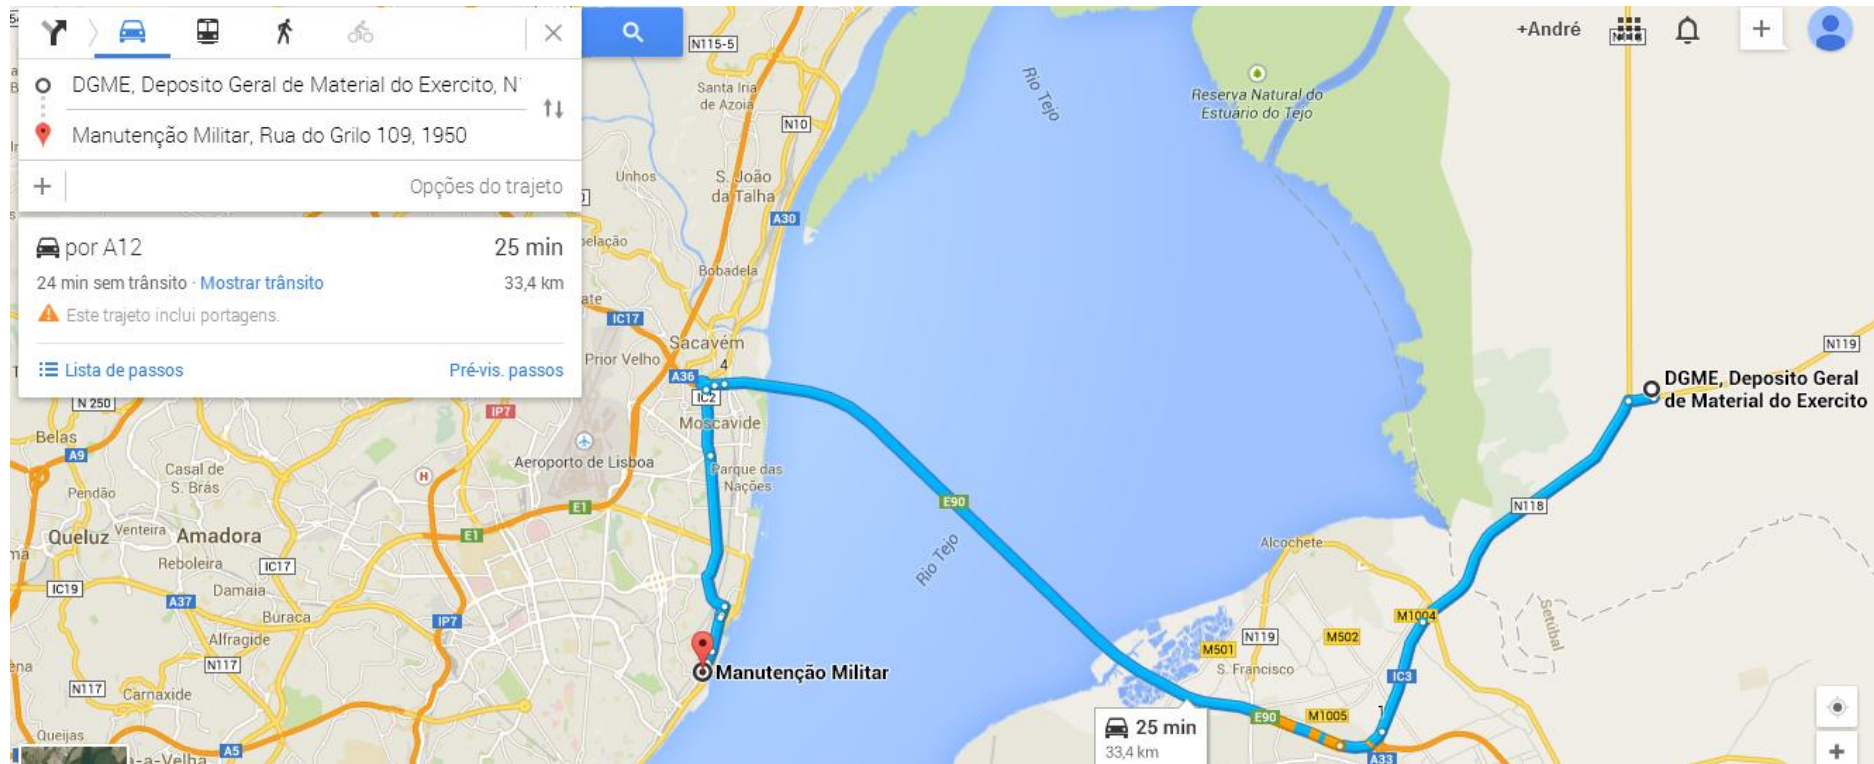 DGME, Deposito Geral de Material do Exercito, N
Manutenção Militar, Rua do Grilo 109, 1950
Opções do trajeto
por A12
25 min
24 min sem trânsito · Mostrar trânsito
33,4 km
Este trajeto inclui portagens.
Lista de passos
Pré-vis. passos
+André
N115-5
Santa Iria
de Azoia
N10
Rio Tejo
Reserva Natural do
Estuário do Tejo
Unhos
S. João
da Talha
A30
Bobadela
IC17
Sacavém
Prior Velho
4
A36
IC2
Moscavide
N119
DGME, Deposito Geral
de Material do Exercito
N 250
IP7
Belas
A9
Casal de
S. Brás
H
Aeroporto de Lisboa
Parque das
Nações
Pendão
E1
E90
N118
Queluz
Venteira
Amadora
E1
Rio Tejo
Alcochete
Reboleira
IC17
IC19
Damaia
A37
Buraca
IP7
M1004
Setúbal
Alfragide
N117
N119
M502
M501
S. Francisco
Manutenção Militar
IC3
N117
Carnaxide
E90
M1005
1
25 min
33,4 km
Queijas
A5
A33